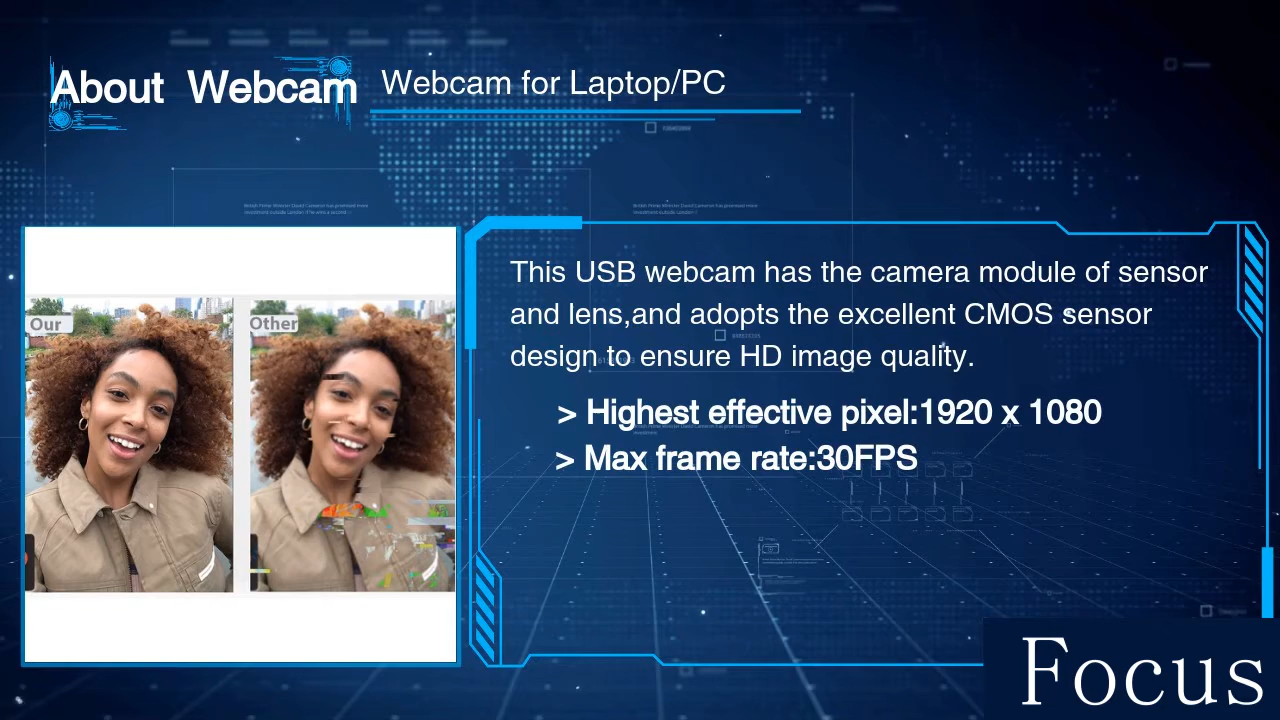 About Webcam
Webcam for Laptop/PC
Our
Other
This USB webcam has the camera module of sensor
and lens,and adopts the excellent CMOS sensor
design to ensure HD image quality.
> Highest effective pixel:1920 x 1080
> Max frame rate:30FPS
Focus